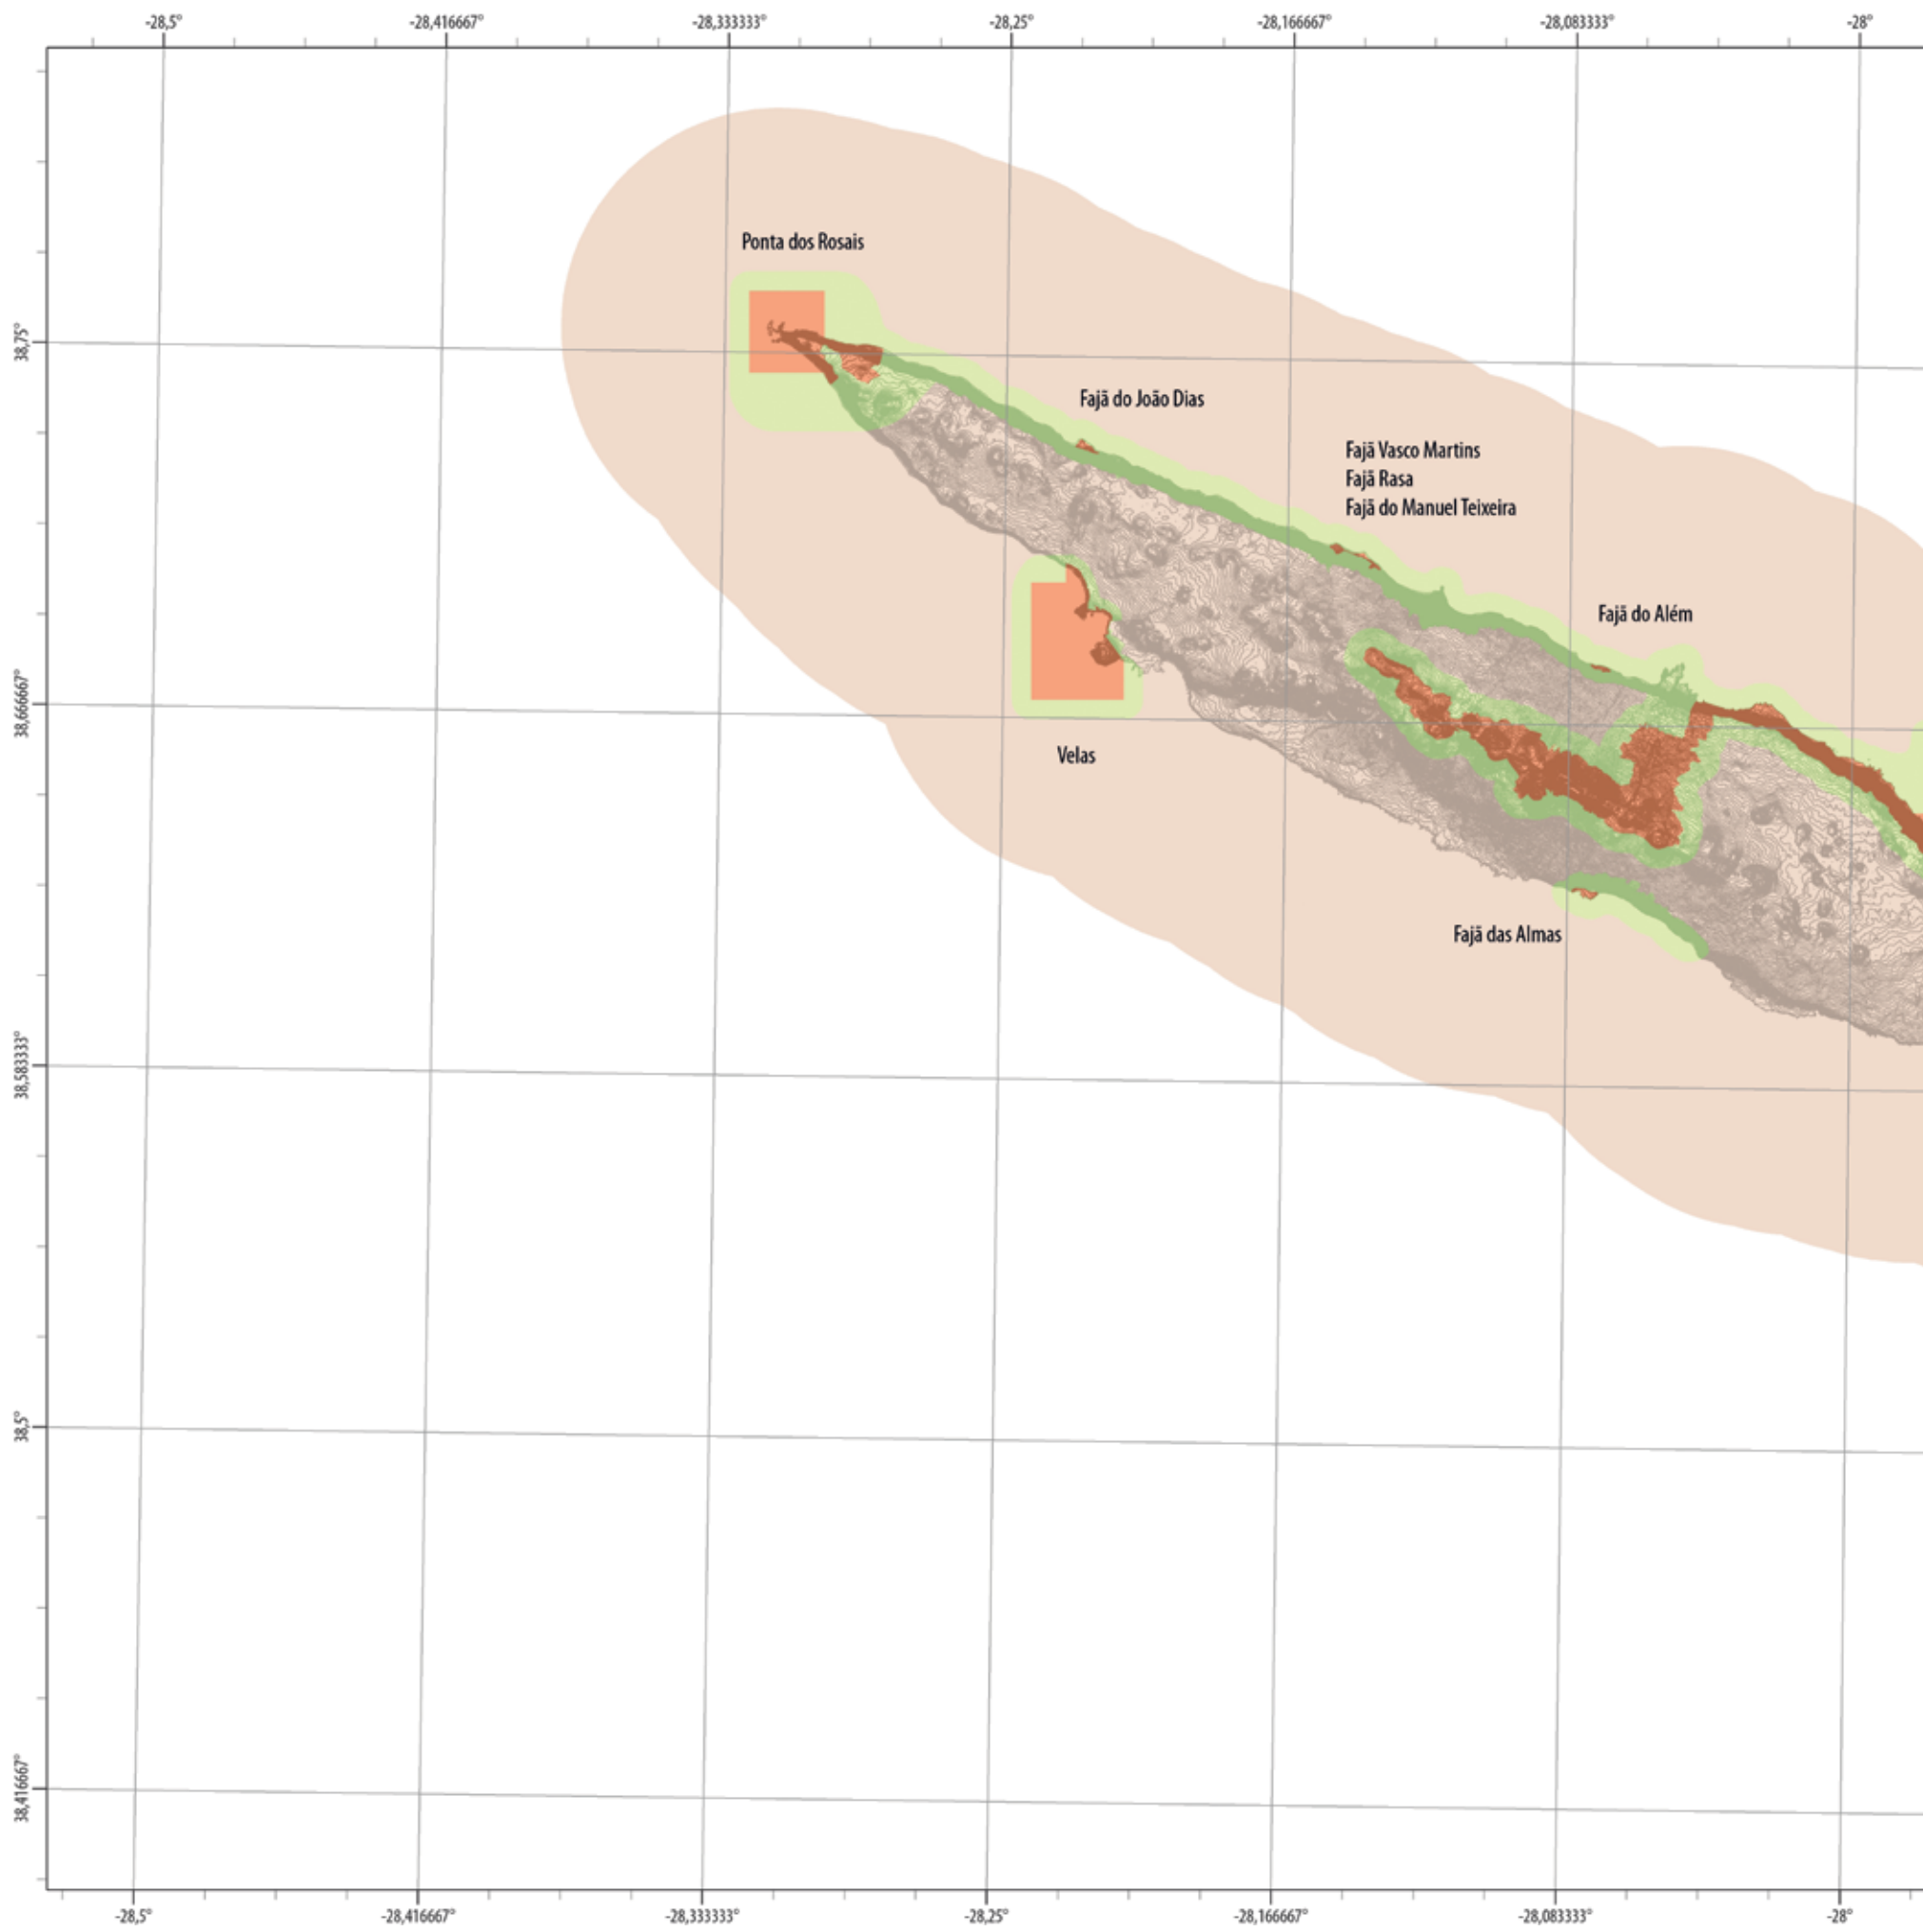 -28,5°
-28,416667°
-28,333333°
-28,25°
-28,166667°
-28,083333°
-28°
Ponta dos Rosais
38,75°
Fajã do João Dias
Fajã Vasco Martins
Fajã Rasa
Fajã do Manuel Teixeira
Fajã do Além
38,666667°
Velas
Fajã das Almas
38,583333°
38,5°
38,416667°
-28,5°
-28,416667°
-28,333333°
-28,25°
-28,166667°
-28,083333°
-28°